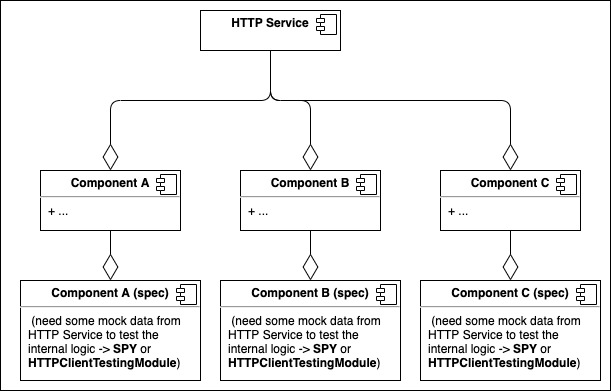 HTTP Service
Component A
+ ...
Component B
+ ...
Component C
+ ...
Component A (spec)
(need some mock data from
HTTP Service to test the
internal logic -> SPY or
HTTPClientTestingModule)
Component B (spec)
(need some mock data from
HTTP Service to test the
internal logic -> SPY or
HTTPClientTestingModule)
Component C (spec)
(need some mock data from
HTTP Service to test the
internal logic -> SPY or
HTTPClientTestingModule)